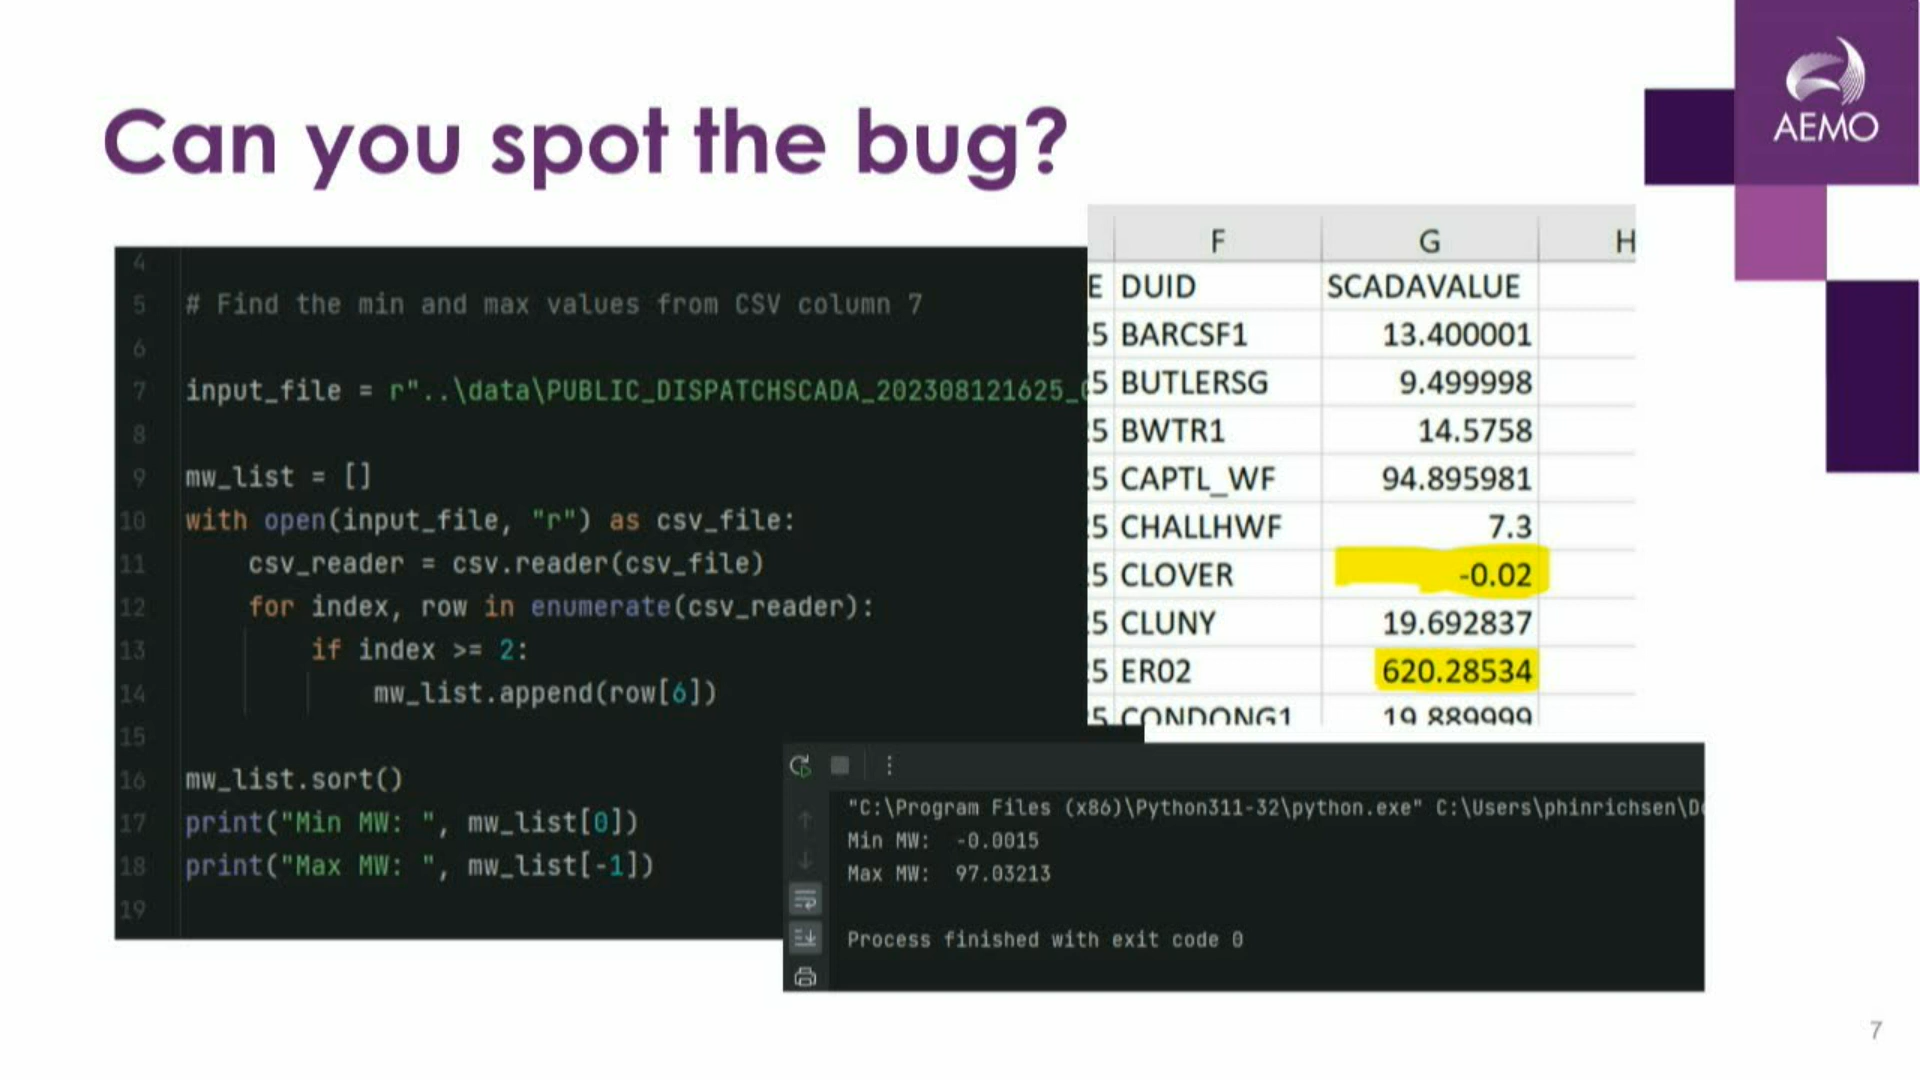 Can you spot the bug?
AEMO
4
5 # Find the min and max values from CSV column 7
6
7 input_file = r"..\data\PUBLIC_DISPATCHSCADA_202308121625_
8
9 mw_list = []
10 with open(input_file, "r") as csv_file:
11 csv_reader = csv.reader(csv_file)
12 for index, row in enumerate(csv_reader):
13 if index >= 2:
14 mw_list.append(row[6])
15
16 mw_list.sort()
17 print("Min MW: ", mw_list[0])
18 print("Max MW: ", mw_list[-1])
19
F G H
E DUID SCADAVALUE
5 BARCSF1 13.400001
5 BUTLERSG 9.499998
5 BWTR1 14.5758
5 CAPTL_WF 94.895981
5 CHALLHWF 7.3
5 CLOVER -0.02
5 CLUNY 19.692837
5 ER02 620.28534
5 CONDONG1 19.889999
"C:\Program Files (x86)\Python311-32\python.exe" C:\Users\phinrichsen\D
Min MW: -0.0015
Max MW: 97.03213
Process finished with exit code 0
7